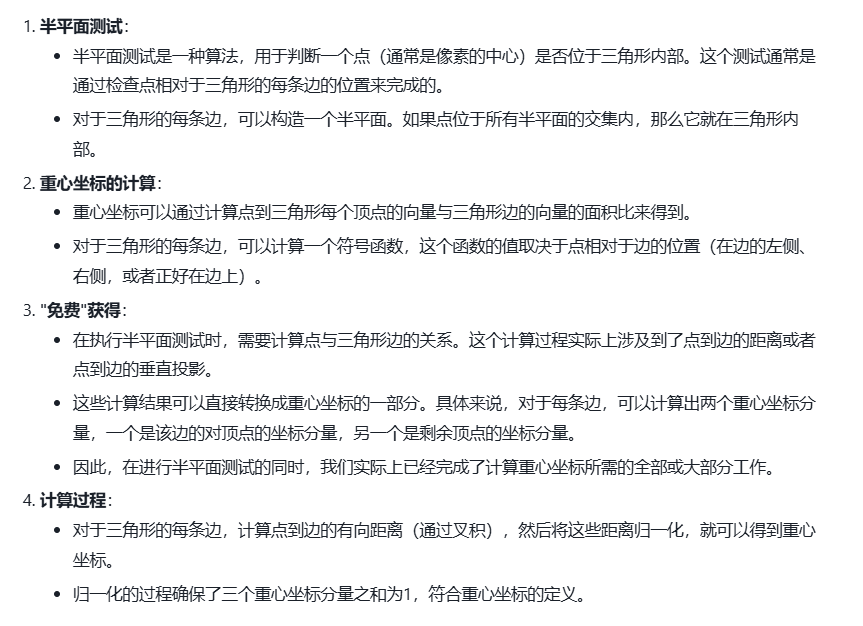 1. 半平面测试：
• 半平面测试是一种算法，用于判断一个点（通常是像素的中心）是否位于三角形内部。这个测试通常是
通过检查点相对于三角形的每条边的位置来完成的。
• 对于三角形的每条边，可以构造一个半平面。如果点位于所有半平面的交集内，那么它就在三角形内
部。
2. 重心坐标的计算：
• 重心坐标可以通过计算点到三角形每个顶点的向量与三角形边的向量的面积比来得到。
• 对于三角形的每条边，可以计算一个符号函数，这个函数的值取决于点相对于边的位置（在边的左侧、
右侧，或者正好在边上）。
3. "免费"获得：
• 在执行半平面测试时，需要计算点与三角形边的关系。这个计算过程实际上涉及到了点到边的距离或者
点到边的垂直投影。
• 这些计算结果可以直接转换成重心坐标的一部分。具体来说，对于每条边，可以计算出两个重心坐标分
量，一个是该边的对顶点的坐标分量，另一个是剩余顶点的坐标分量。
• 因此，在进行半平面测试的同时，我们实际上已经完成了计算重心坐标所需的全部或大部分工作。
4. 计算过程：
• 对于三角形的每条边，计算点到边的有向距离（通过叉积），然后将这些距离归一化，就可以得到重心
坐标。
• 归一化的过程确保了三个重心坐标分量之和为1，符合重心坐标的定义。